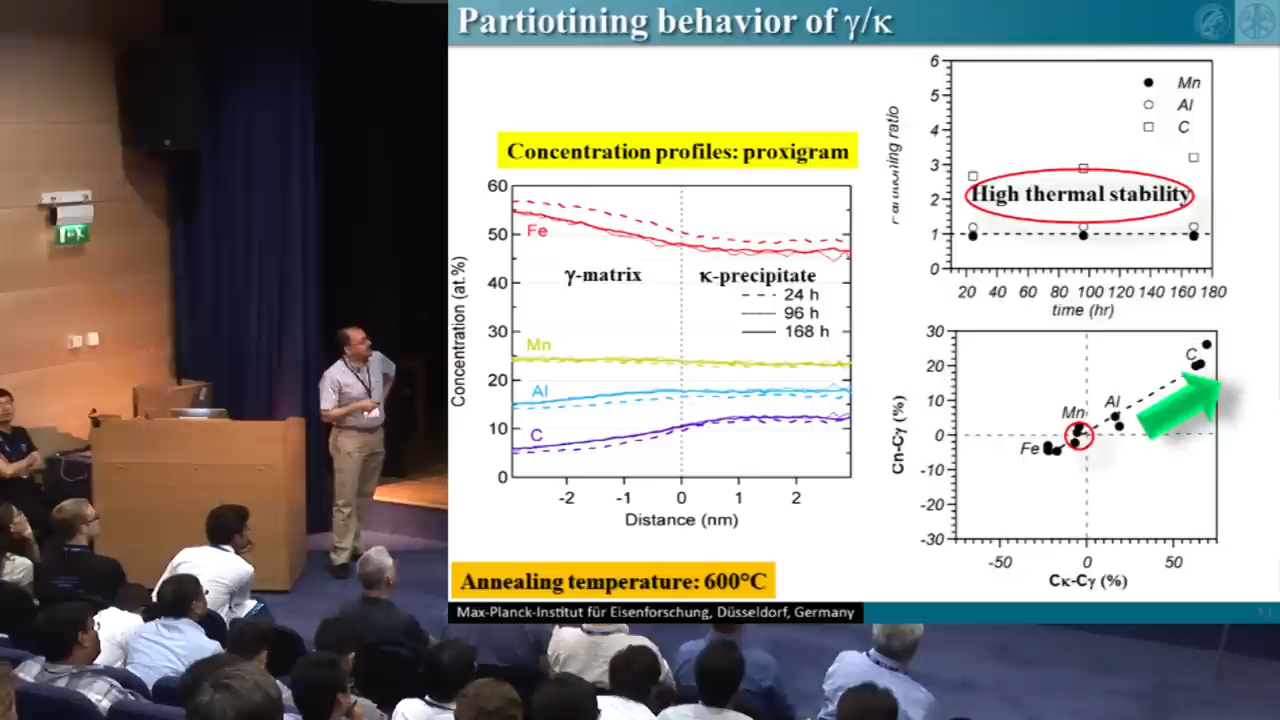 Partiotining behavior of γ/κ
Concentration profiles: proxigram
60
50
40
30
20
10
0
Concentration (at.%)
Fe
γ-matrix
κ-precipitate
24 h
96 h
168 h
Mn
Al
C
-2
-1
0
1
2
Distance (nm)
Annealing temperature: 600°C
Max-Planck-Institut für Eisenforschung, Düsseldorf, Germany
6
5
4
3
2
1
0
Partitioning ratio
Mn
Al
C
High thermal stability
20 40 60 80 100 120 140 160 180
time (hr)
30
20
10
0
-10
-20
-30
Cn-Cγ (%)
C
Al
Mn
Fe
-50
0
50
Cκ-Cγ (%)